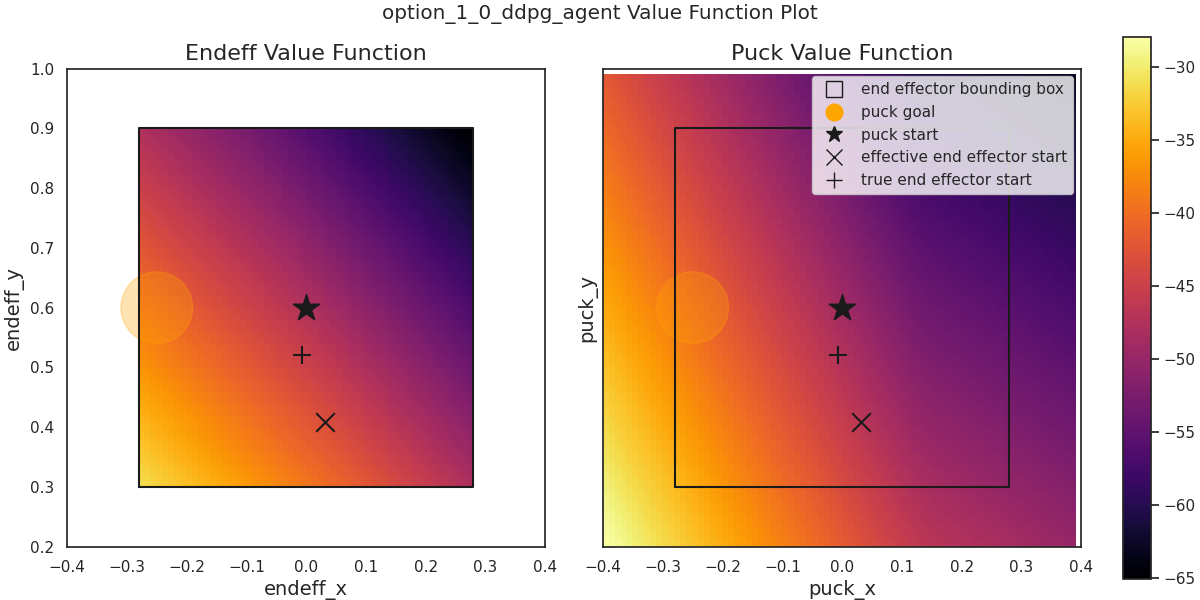 option_1_0_ddpg_agent Value Function Plot
Endeff Value Function
Puck Value Function
1.0
0.9
0.8
0.7
0.6
0.5
0.4
0.3
0.2
endeff_y
−0.4 −0.3 −0.2 −0.1 0.0 0.1 0.2 0.3 0.4
endeff_x
puck_y
end effector bounding box
puck goal
puck start
effective end effector start
true end effector start
−0.4 −0.3 −0.2 −0.1 0.0 0.1 0.2 0.3 0.4
puck_x
−30
−35
−40
−45
−50
−55
−60
−65